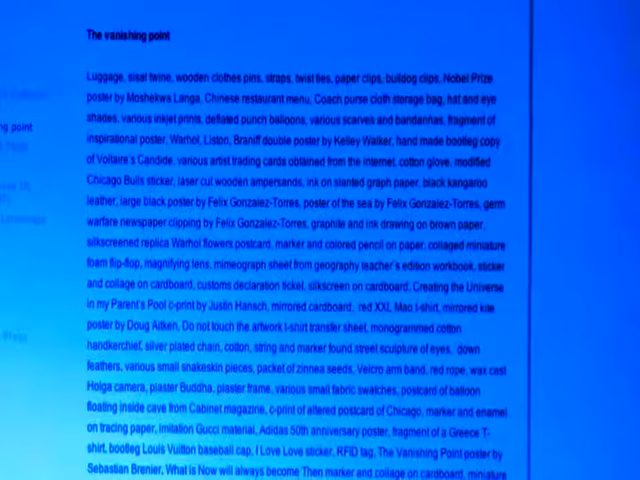 The vanishing point
Luggage, sisal twine, wooden clothes pins, straps, twist ties, paper clips, bulldog clips, Nobel Prize
poster by Moshekwa Langa, Chinese restaurant menu, Coach purse cloth storage bag, hat and eye
shades, various inkjet prints, deflated punch balloons, various scarves and bandannas, fragment of
ng point
inspirational poster, Warhol, Liston, Braniff double poster by Kelley Walker, hand made bootleg copy
of Voltaire's Candide, various artist trading cards obtained from the internet, cotton glove, modified
Chicago Bulls sticker, laser cut wooden ampersands, ink on slanted graph paper, black kangaroo
leather, large black poster by Felix Gonzalez-Torres, poster of the sea by Felix Gonzalez-Torres, germ
warfare newspaper clipping by Felix Gonzalez-Torres, graphite and ink drawing on brown paper,
silkscreened replica Warhol flowers postcard, marker and colored pencil on paper, collaged miniature
foam flip-flop, magnifying lens, mimeograph sheet from geography teacher's edition workbook, sticker
and collage on cardboard, customs declaration ticket, silkscreen on cardboard, Creating the Universe
in my Parent's Pool c-print by Justin Hansch, mirrored cardboard, red XXL Mao t-shirt, mirrored kite
poster by Doug Aitken, Do not touch the artwork t-shirt transfer sheet, monogrammed cotton
handkerchief, silver plated chain, cotton, string and marker found street sculpture of eyes, down
feathers, various small snakeskin pieces, packet of zinnea seeds, Velcro arm band, red rope, wax cast
Holga camera, plaster Buddha, plaster frame, various small fabric swatches, postcard of balloon
floating inside cave from Cabinet magazine, c-print of altered postcard of Chicago, marker and enamel
on tracing paper, imitation Gucci material, Adidas 50th anniversary poster, fragment of a Greece T-
shirt, bootleg Louis Vuitton baseball cap, I Love Love sticker, RFID tag, The Vanishing Point poster by
Sebastian Brenier, What is Now will always become Then marker and collage on cardboard, miniature